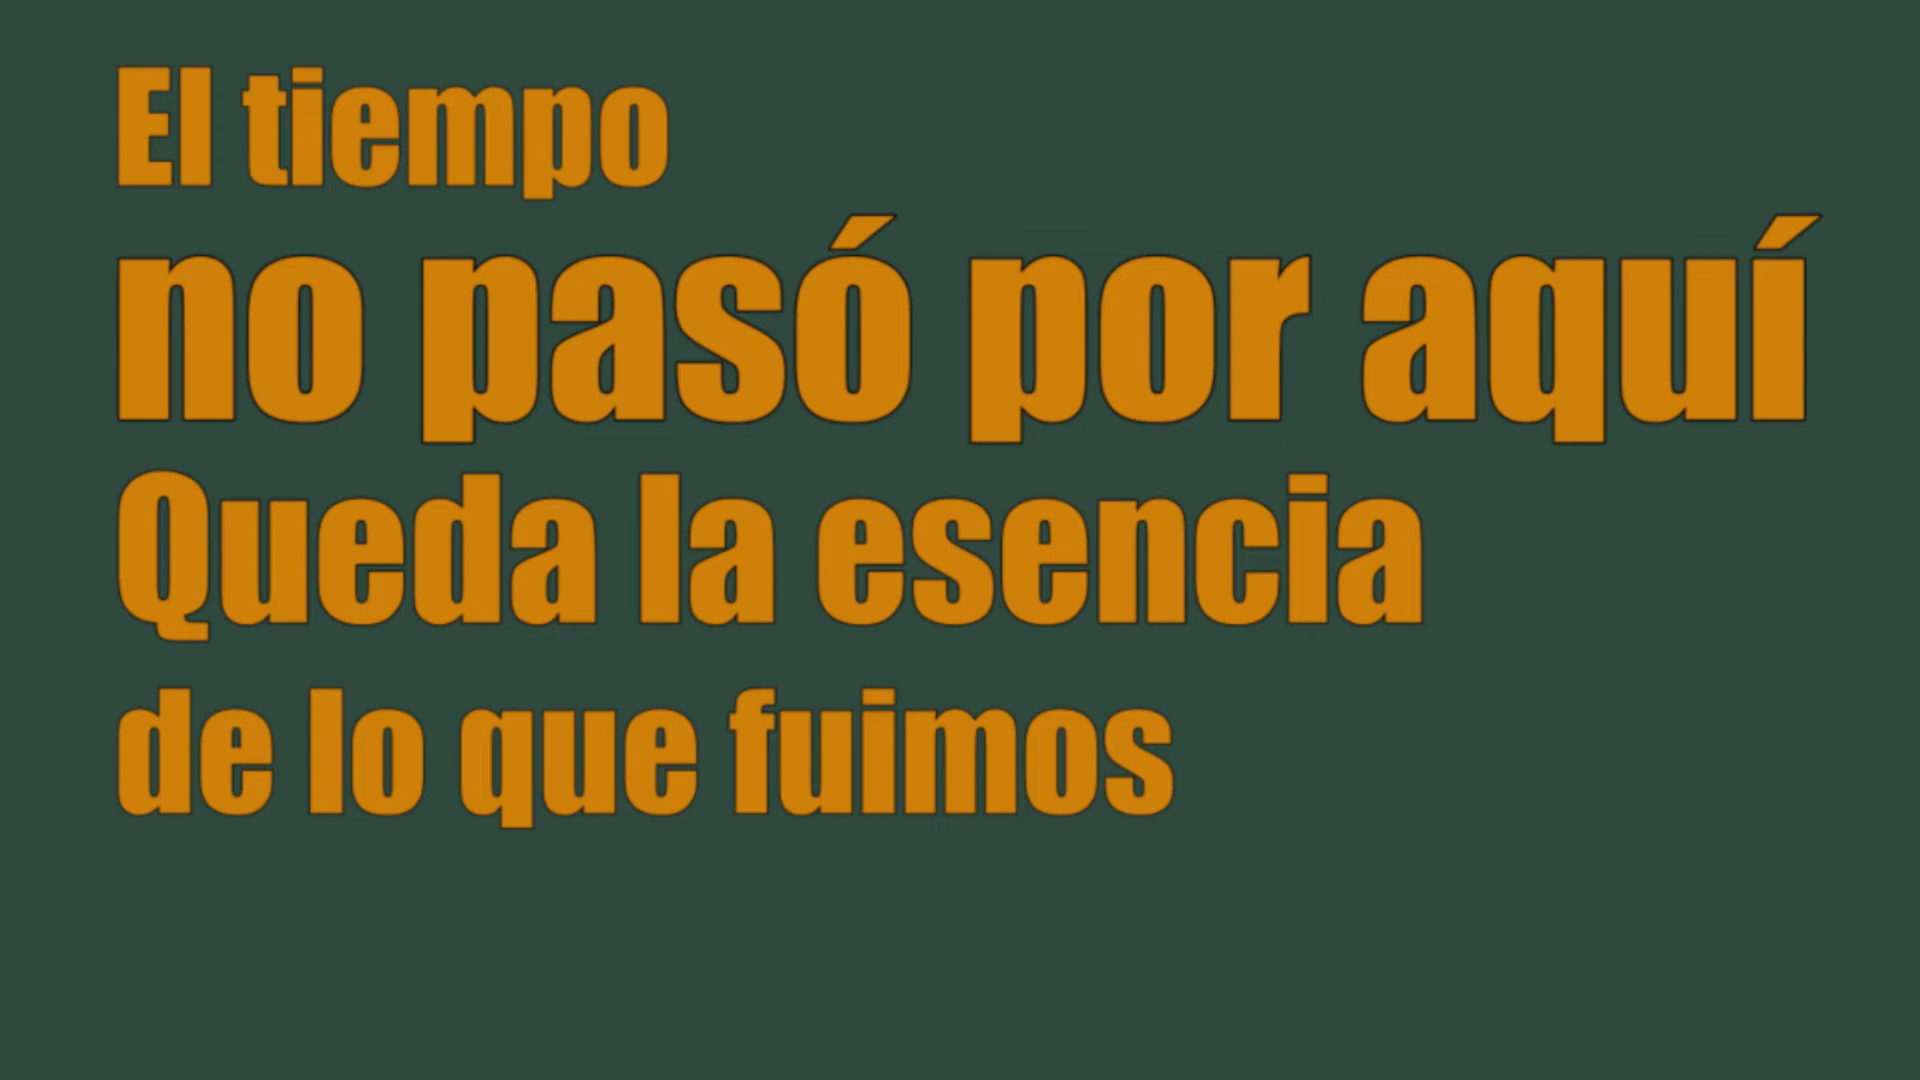 El tiempo
no pasó por aquí
Queda la esencia
de lo que fuimos